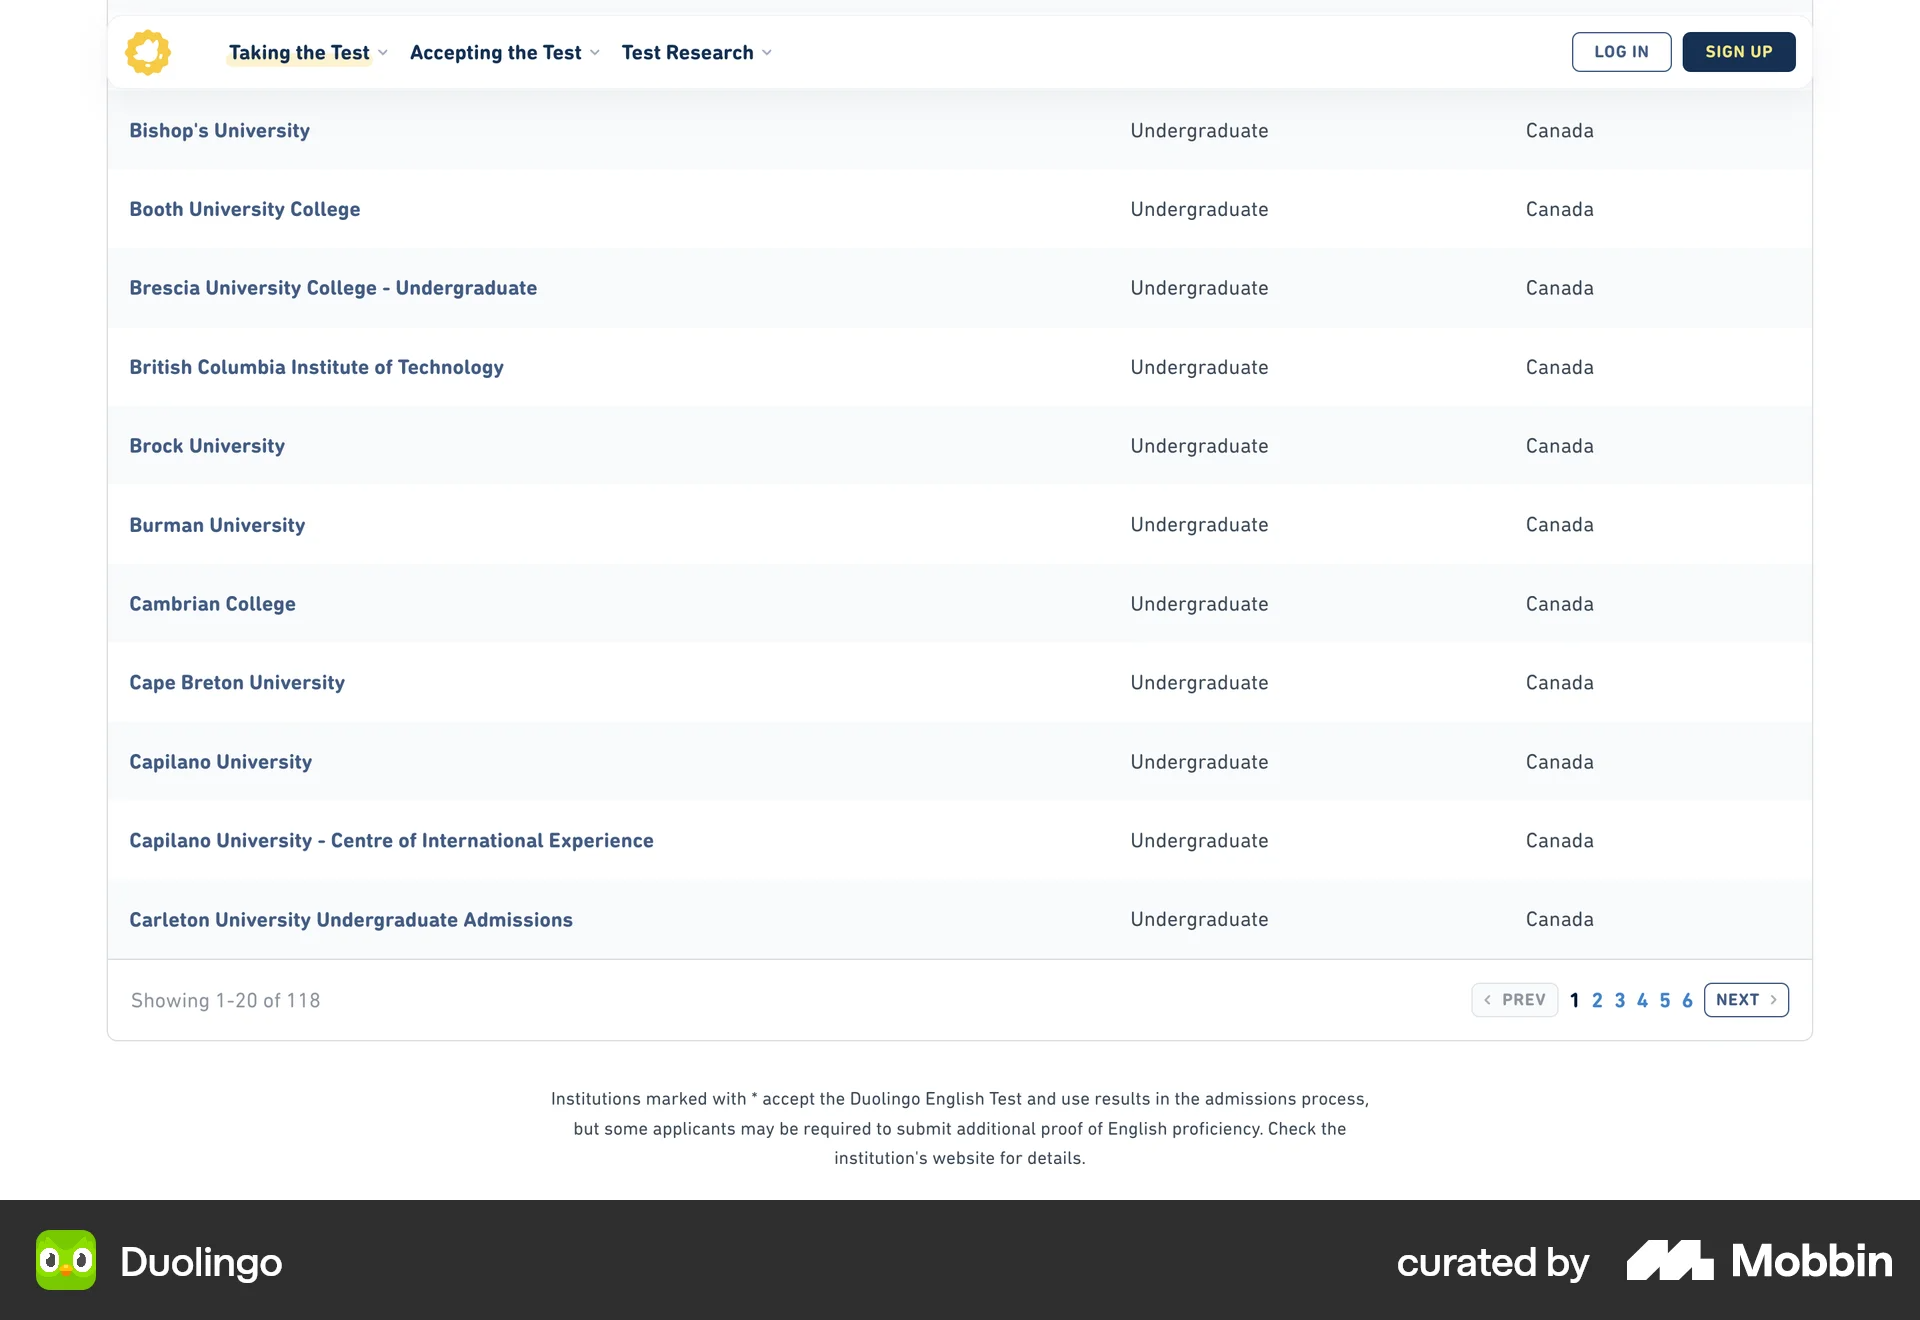 Taking the Test Accepting the Test Test Research LOG IN SIGN UP
Bishop's University Undergraduate Canada
Booth University College Undergraduate Canada
Brescia University College - Undergraduate Undergraduate Canada
British Columbia Institute of Technology Undergraduate Canada
Brock University Undergraduate Canada
Burman University Undergraduate Canada
Cambrian College Undergraduate Canada
Cape Breton University Undergraduate Canada
Capilano University Undergraduate Canada
Capilano University - Centre of International Experience Undergraduate Canada
Carleton University Undergraduate Admissions Undergraduate Canada
Showing 1-20 of 118 < PREV 1 2 3 4 5 6 NEXT >
Institutions marked with * accept the Duolingo English Test and use results in the admissions process,
but some applicants may be required to submit additional proof of English proficiency. Check the
institution's website for details.
Duolingo curated by Mobbin